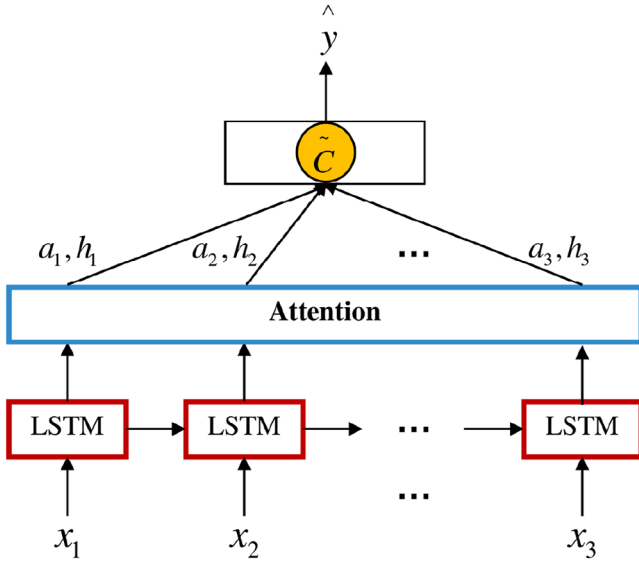 ŷ
C̃
a₁, h₁ a₂, h₂ ... a₃, h₃
Attention
LSTM LSTM ... LSTM
...
x₁ x₂ x₃